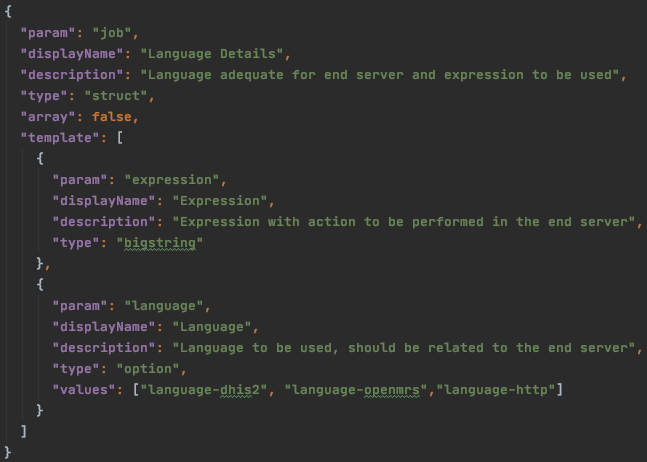 {
  "param": "job",
  "displayName": "Language Details",
  "description": "Language adequate for end server and expression to be used",
  "type": "struct",
  "array": false,
  "template": [
    {
      "param": "expression",
      "displayName": "Expression",
      "description": "Expression with action to be performed in the end server",
      "type": "bigstring"
    },
    {
      "param": "language",
      "displayName": "Language",
      "description": "Language to be used, should be related to the end server",
      "type": "option",
      "values": ["language-dhis2", "language-openmrs","language-http"]
    }
  ]
}